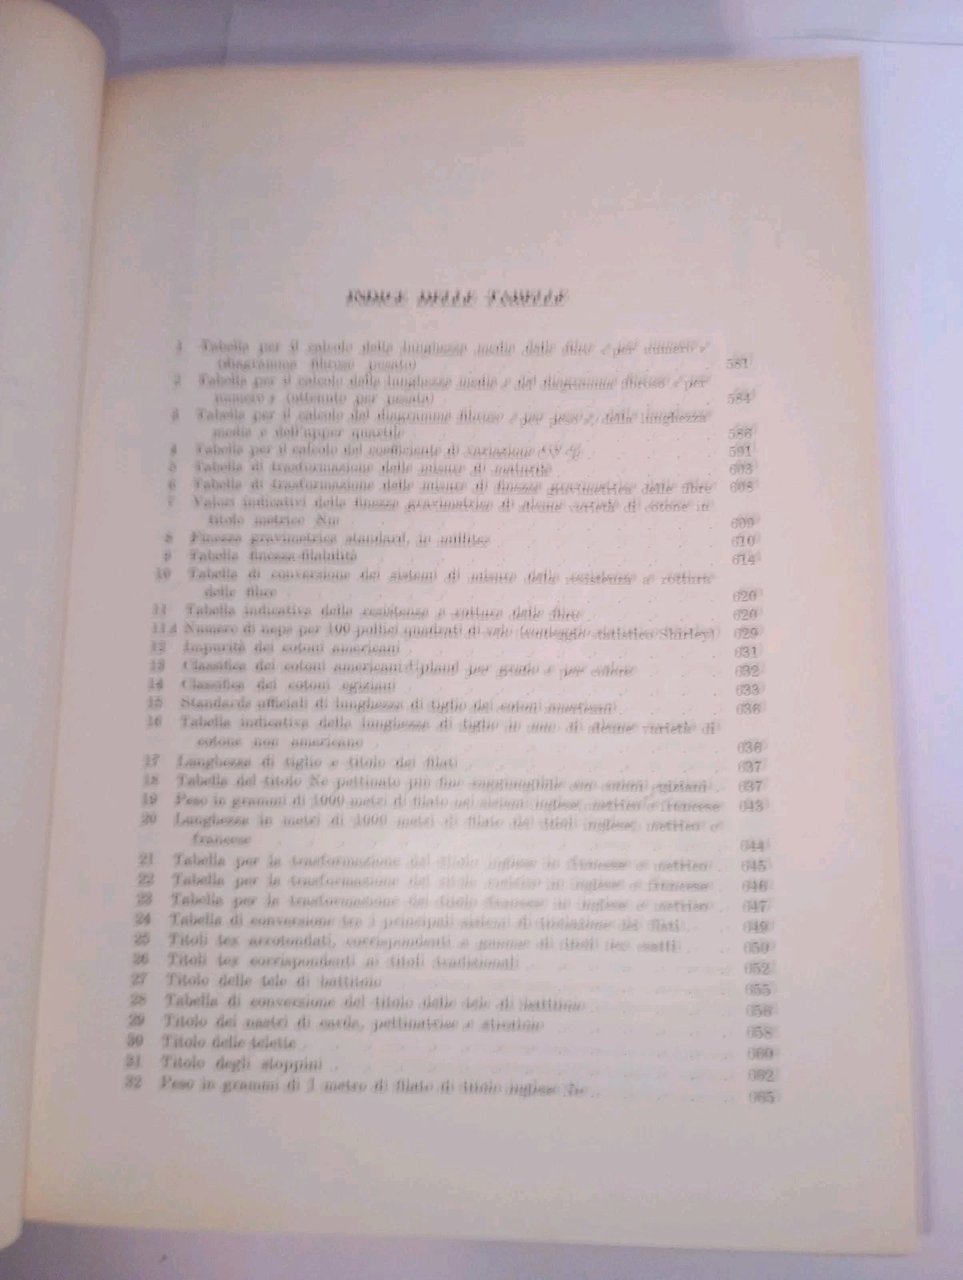 INDICE DELLE TABELLE
1 Tabella per il calcolo della lunghezza media delle fibre « per numero »
(diagramma fibroso pesato) 581
2 Tabella per il calcolo della lunghezza media e del diagramma fibroso « per
numero » (ottenuto per pesata) 584
3 Tabella per il calcolo del diagramma fibroso « per peso », della lunghezza
media e dell'upper quartile 586
4 Tabella per il calcolo del coefficiente di variazione CV % 591
5 Tabella di trasformazione delle misure di maturità 603
6 Tabella di trasformazione delle misure di finezza gravimetrica delle fibre 608
7 Valori indicativi della finezza gravimetrica di alcune varietà di cotone in
titolo metrico Nm 609
8 Finezza gravimetrica standard, in millitex 610
9 Tabella finezza-filabilità 614
10 Tabella di conversione dei sistemi di misura della resistenza a rottura
delle fibre 620
11 Tabella indicativa della resistenza a rottura delle fibre 620
11A Numero di neps per 100 pollici quadrati di velo (conteggio statistico Shirley) 629
12 Impurità dei cotoni americani 631
13 Classifica dei cotoni americani Upland per grado e per colore 632
14 Classifica dei cotoni egiziani 633
15 Standards ufficiali di lunghezza di tiglio dei cotoni americani 636
16 Tabella indicativa della lunghezza di tiglio in mm. di alcune varietà di
cotone non americano 636
17 Lunghezza di tiglio e titolo dei filati 637
18 Tabella del titolo Ne pettinato più fine raggiungibile con cotoni egiziani 637
19 Peso in grammi di 1000 metri di filato nei sistemi inglese, metrico e francese 643
20 Lunghezza in metri di 1000 metri di filato dei titoli inglese, metrico e
francese 644
21 Tabella per la trasformazione del titolo inglese in francese e metrico 645
22 Tabella per la trasformazione del titolo metrico in inglese e francese 646
23 Tabella per la trasformazione del titolo francese in inglese e metrico 647
24 Tabella di conversione tra i principali sistemi di titolazione dei filati 649
25 Titoli tex arrotondati, corrispondenti a gamme di titoli tex esatti 650
26 Titoli tex corrispondenti ai titoli tradizionali 652
27 Titolo delle tele di battitoio 655
28 Tabella di conversione del titolo delle tele di battitoio 656
29 Titolo dei nastri di carda, pettinatrice e stiratoio 658
30 Titolo delle telette 660
31 Titolo degli stoppini 662
32 Peso in grammi di 1 metro di filato di titolo inglese Ne 665